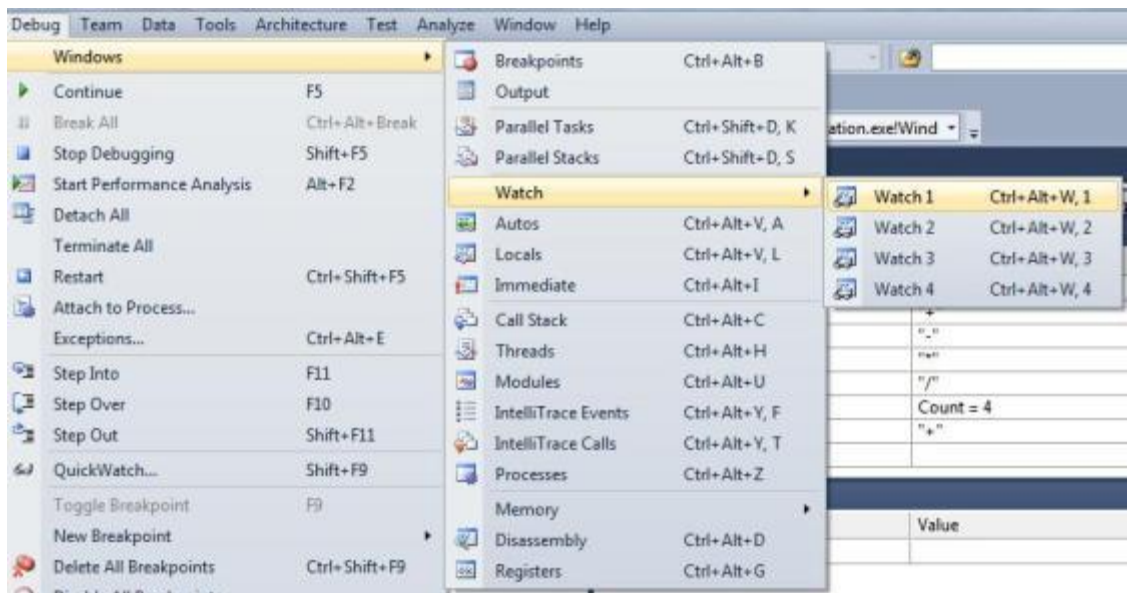 Debug Team Data Tools Architecture Test Analyze Window Help
Windows
Continue F5
Break All Ctrl+Alt+Break
Stop Debugging Shift+F5
Start Performance Analysis Alt+F2
Detach All
Terminate All
Restart Ctrl+Shift+F5
Attach to Process...
Exceptions... Ctrl+Alt+E
Step Into F11
Step Over F10
Step Out Shift+F11
QuickWatch... Shift+F9
Toggle Breakpoint F9
New Breakpoint
Delete All Breakpoints Ctrl+Shift+F9
Breakpoints Ctrl+Alt+B
Output
Parallel Tasks Ctrl+Shift+D, K
Parallel Stacks Ctrl+Shift+D, S
Watch
Autos Ctrl+Alt+V, A
Locals Ctrl+Alt+V, L
Immediate Ctrl+Alt+I
Call Stack Ctrl+Alt+C
Threads Ctrl+Alt+H
Modules Ctrl+Alt+U
IntelliTrace Events Ctrl+Alt+Y, F
IntelliTrace Calls Ctrl+Alt+Y, T
Processes Ctrl+Alt+Z
Memory
Disassembly Ctrl+Alt+D
Registers Ctrl+Alt+G
ation.exe!Wind
Watch 1 Ctrl+Alt+W, 1
Watch 2 Ctrl+Alt+W, 2
Watch 3 Ctrl+Alt+W, 3
Watch 4 Ctrl+Alt+W, 4
"-"
"*"
"/"
Count = 4
"+"
Value